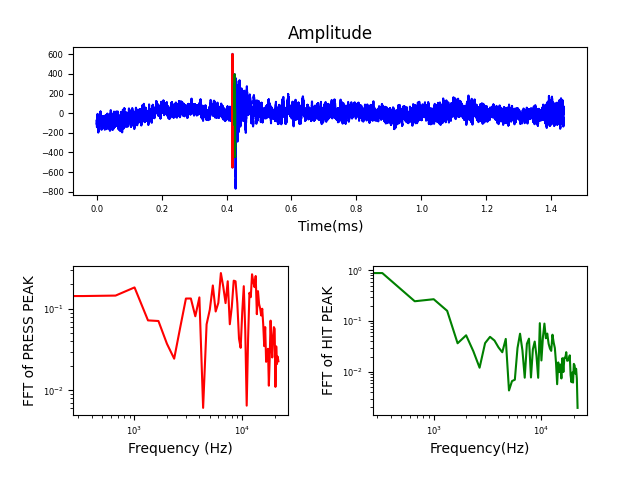 Amplitude
600
400
200
0
−200
−400
−600
−800
0.0 0.2 0.4 0.6 0.8 1.0 1.2 1.4
Time(ms)
FFT of PRESS PEAK
10⁻¹
10⁻²
10³ 10⁴
Frequency (Hz)
FFT of HIT PEAK
10⁰
10⁻¹
10⁻²
10³ 10⁴
Frequency(Hz)